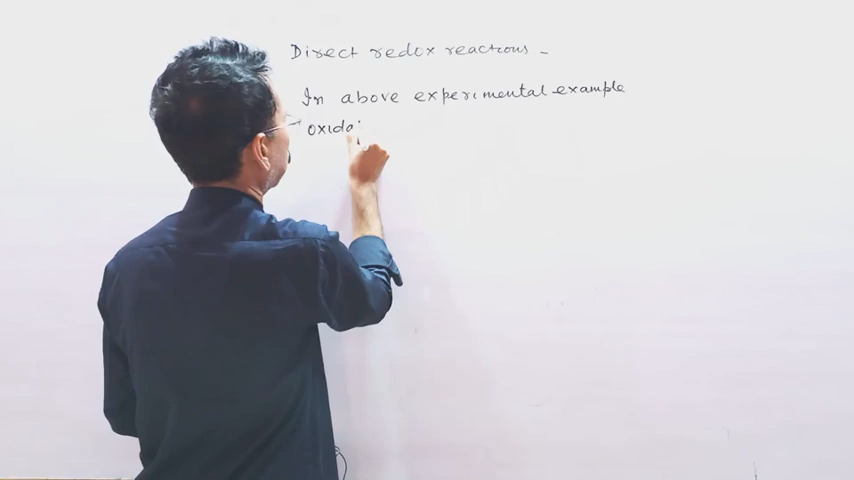 Direct redox reactions -
In above experimental example
oxida